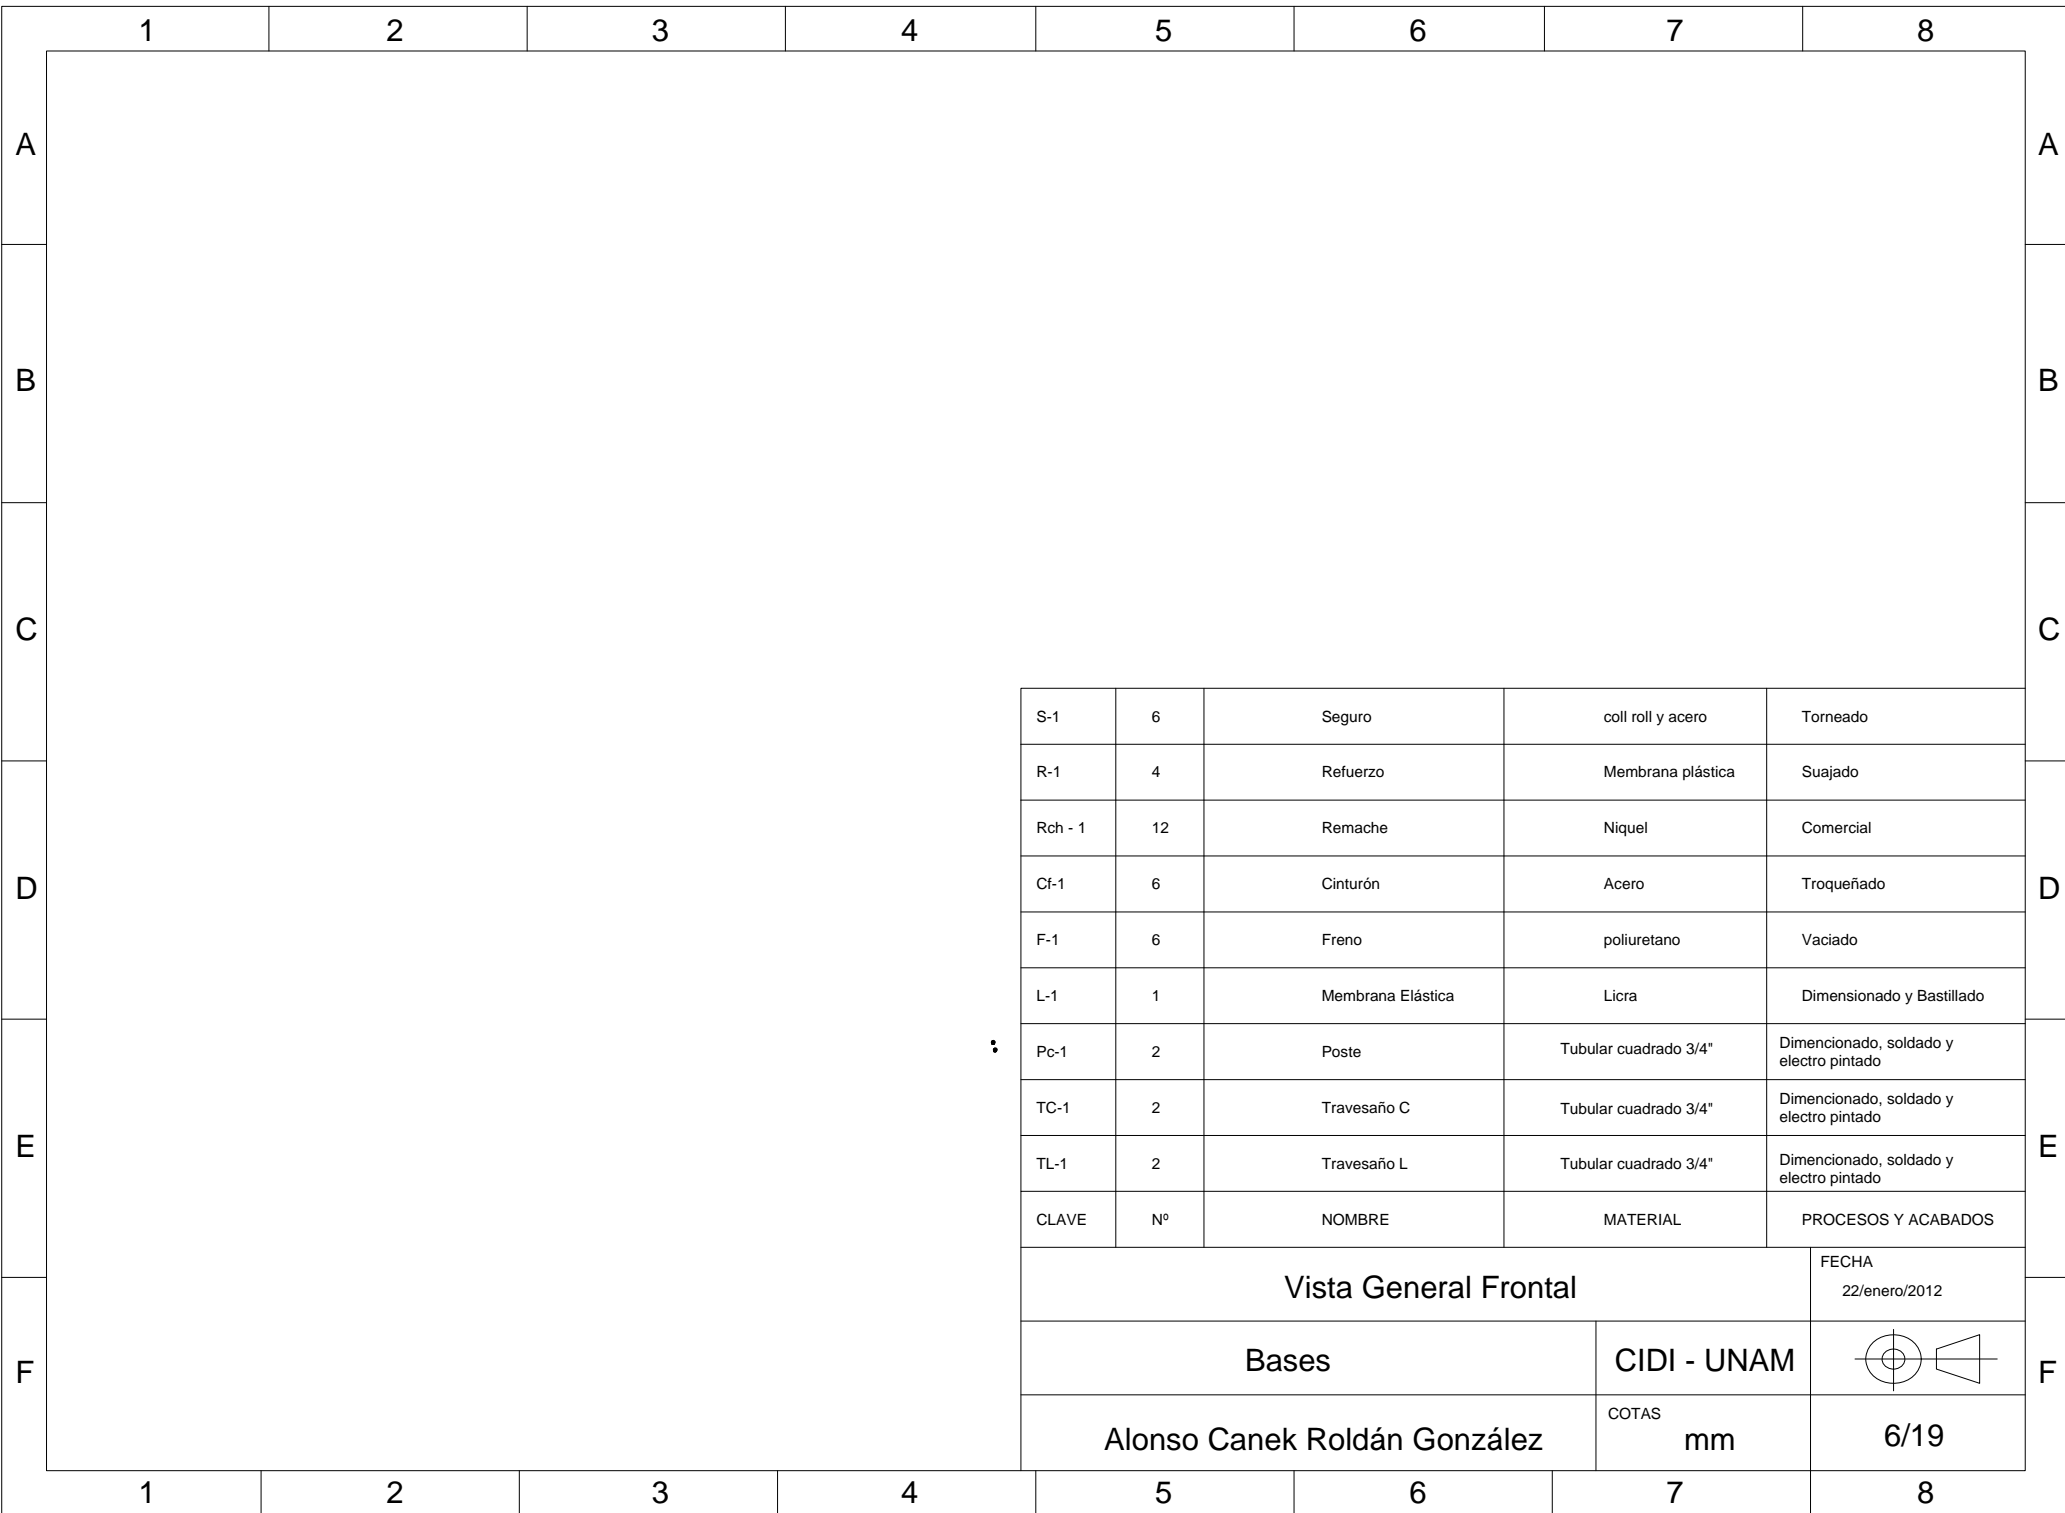 1 2 3 4 5 6 7 8
A A
B B
C C
S-1 6 Seguro coll roll y acero Torneado
R-1 4 Refuerzo Membrana plástica Suajado
Rch - 1 12 Remache Niquel Comercial
D D
Cf-1 6 Cinturón Acero Troqueñado
F-1 6 Freno poliuretano Vaciado
L-1 1 Membrana Elástica Licra Dimensionado y Bastillado
Pc-1 2 Poste Tubular cuadrado 3/4" Dimencionado, soldado y
electro pintado
TC-1 2 Travesaño C Tubular cuadrado 3/4" Dimencionado, soldado y
electro pintado
E E
TL-1 2 Travesaño L Tubular cuadrado 3/4" Dimencionado, soldado y
electro pintado
CLAVE Nº NOMBRE MATERIAL PROCESOS Y ACABADOS
Vista General Frontal
FECHA
22/enero/2012
F F
Bases CIDI - UNAM
Alonso Canek Roldán González
COTAS
mm
6/19
1 2 3 4 5 6 7 8